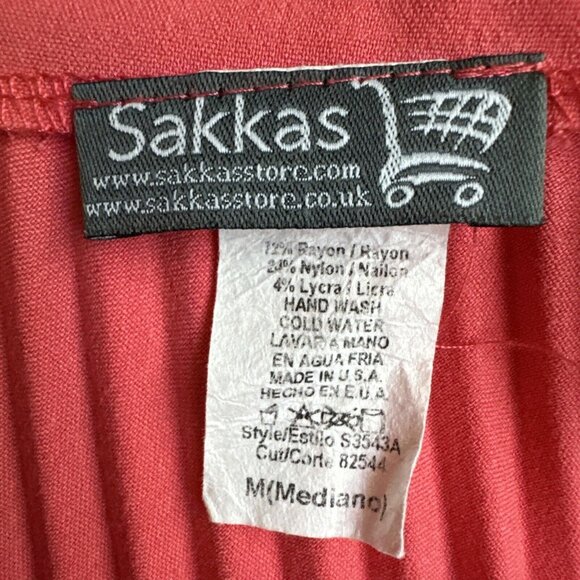 Sakkas
www.sakkasstore.com
www.sakkasstore.co.uk
72% Rayon / Rayon
Nylon / Nailon
4% Lycra / Licra
HAND WASH
COLD WATER
LAVAR A MANO
EN AGUA FRIA
MADE IN U.S.A.
HECHO EN E.U.A.
Style/Estilo S3543A
Cut/Corte 82544
M(Mediano)